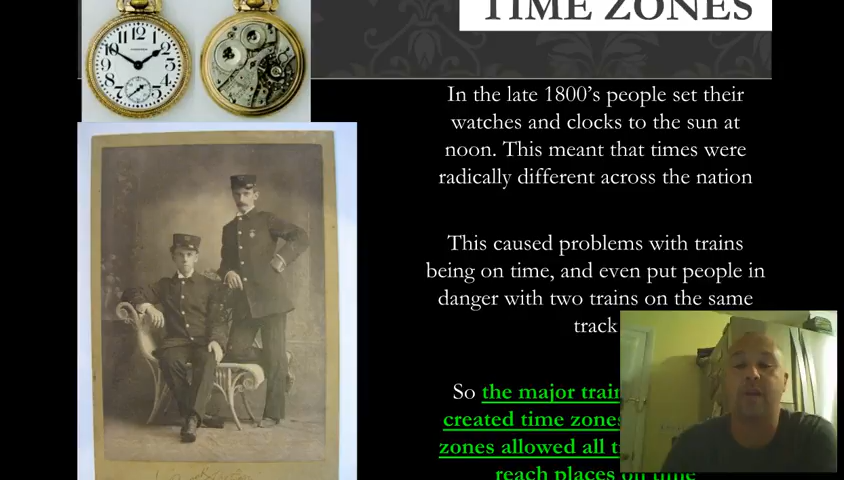 TIME ZONES
In the late 1800's people set their
watches and clocks to the sun at
noon. This meant that times were
radically different across the nation
This caused problems with trains
being on time, and even put people in
danger with two trains on the same
track
So the major
created time
zones allowed all
reach places on time